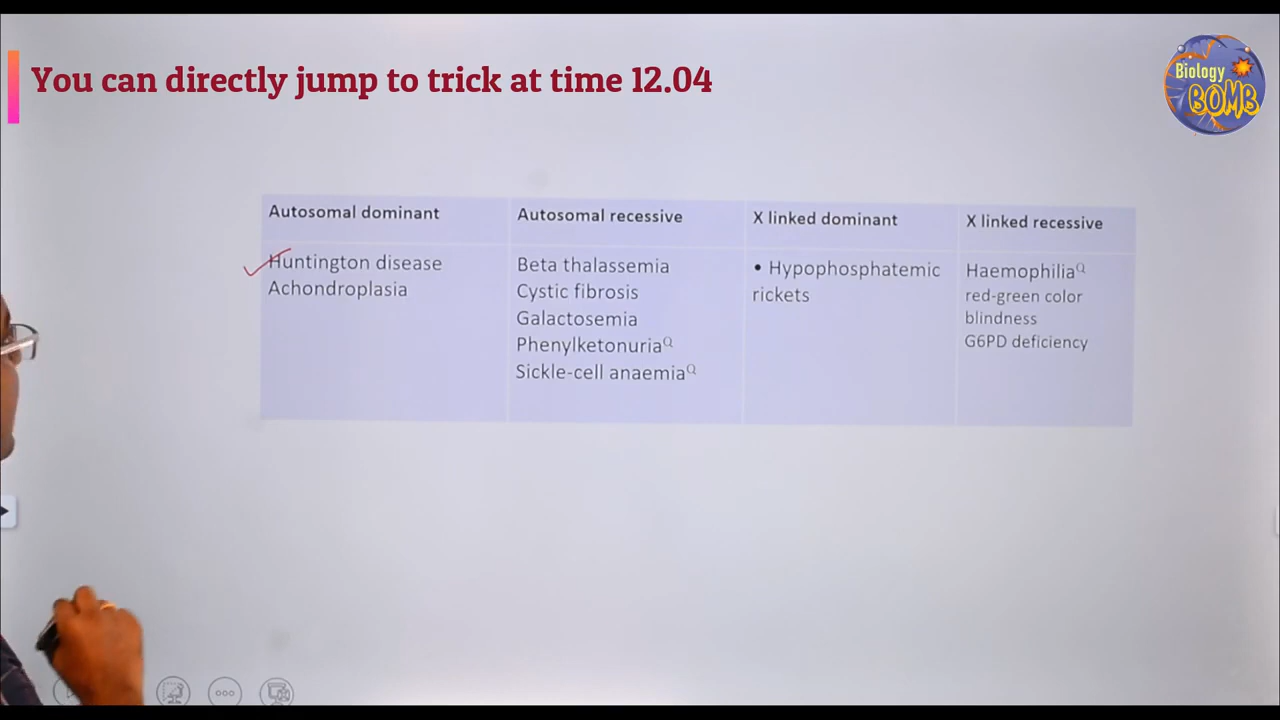 You can directly jump to trick at time 12.04
Biology
BOMB
Autosomal dominant
Autosomal recessive
X linked dominant
X linked recessive
Huntington disease
Achondroplasia
Beta thalassemia
Cystic fibrosis
Galactosemia
PhenylketonuriaQ
Sickle-cell anaemiaQ
• Hypophosphatemic
rickets
HaemophiliaQ
red-green color
blindness
G6PD deficiency